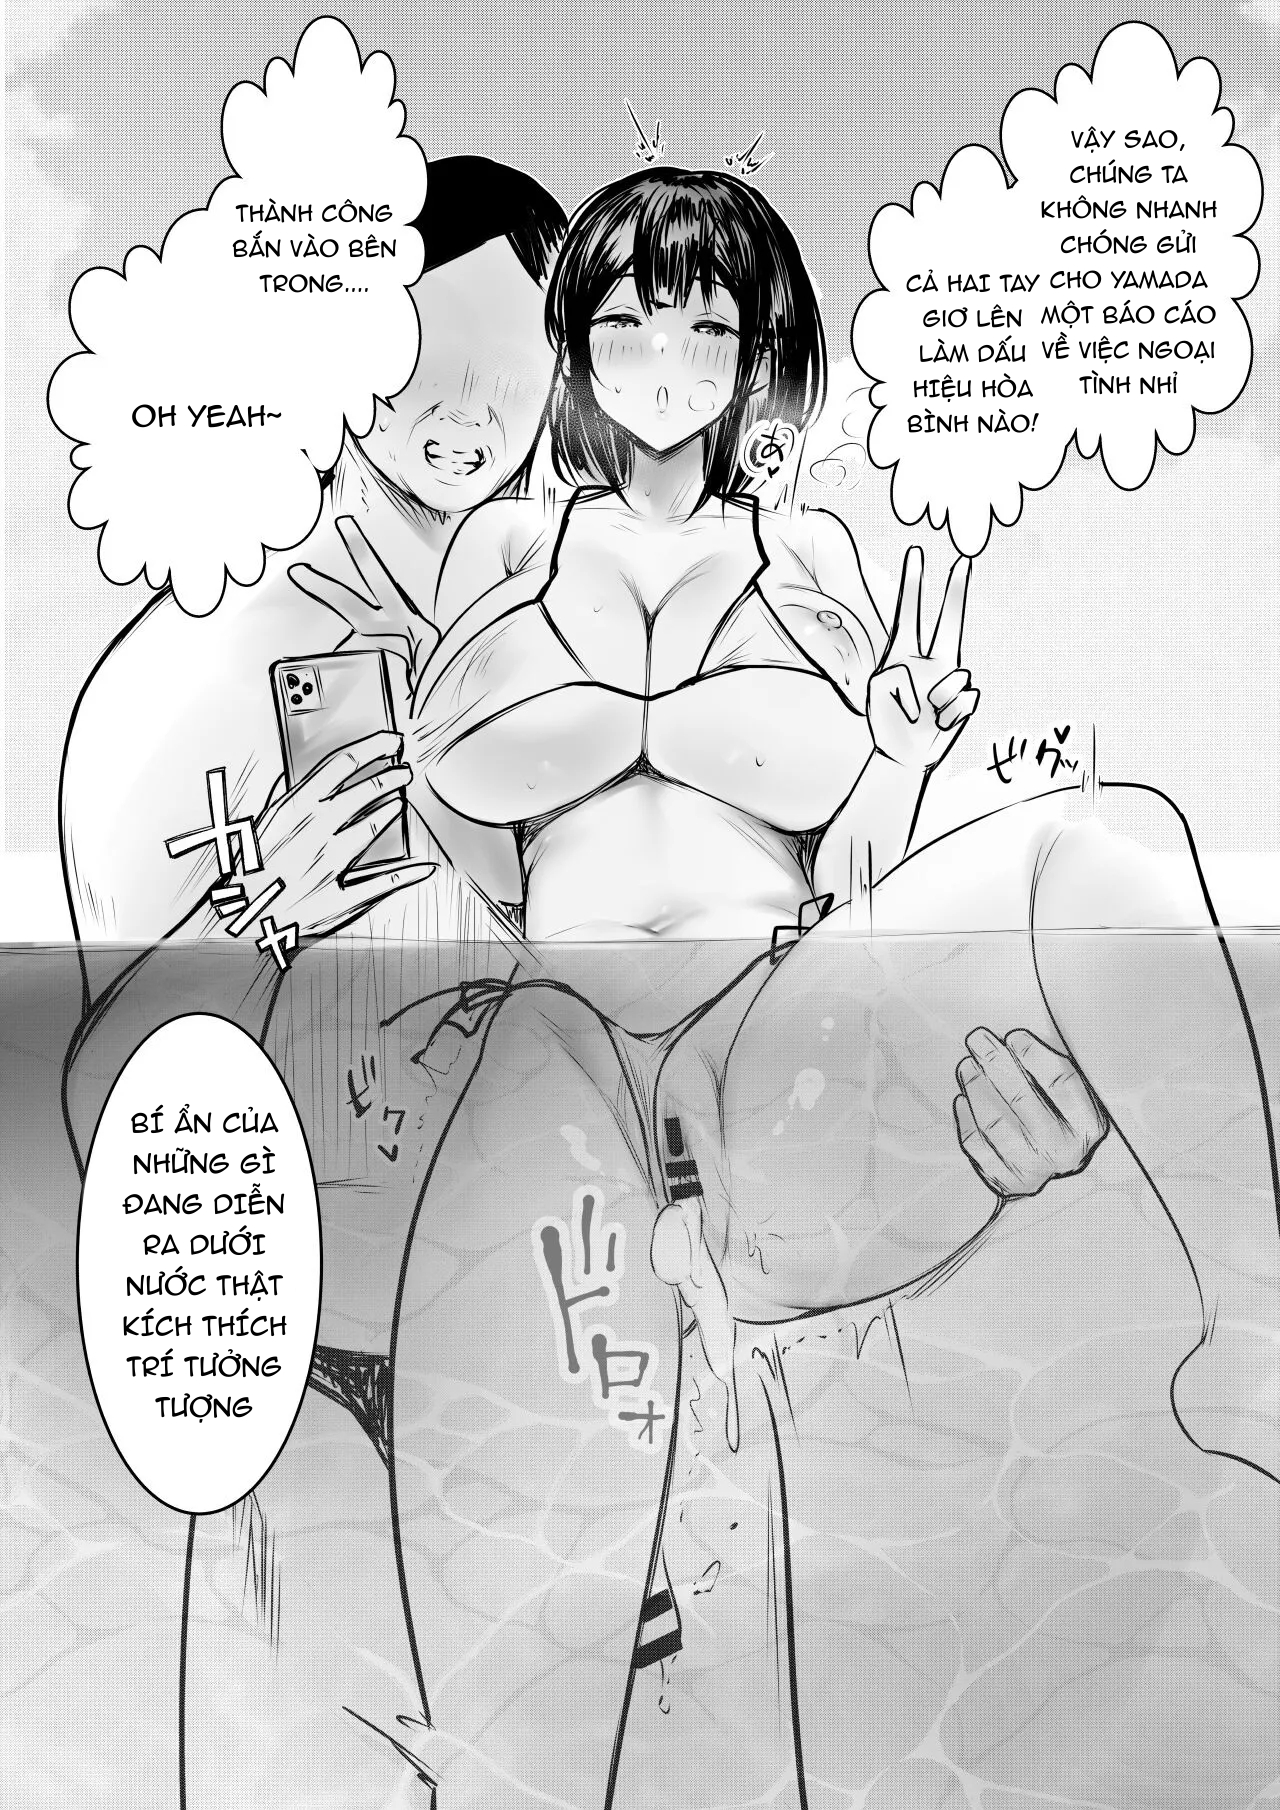 VẬY SAO,
CHÚNG TA
KHÔNG NHANH
CHÓNG GỬI
CHO YAMADA
MỘT BÁO CÁO
VỀ VIỆC NGOẠI
TÌNH NHỈ
CẢ HAI TAY
GIƠ LÊN
LÀM DẤU
HIỆU HÒA
BÌNH NÀO!
THÀNH CÔNG
BẮN VÀO BÊN
TRONG....
OH YEAH~
あ♥
ビグッ♥
カシャ
ビク♥
ドロォ
BÍ ẨN CỦA
NHỮNG GÌ
ĐANG DIỄN
RA DƯỚI
NƯỚC THẬT
KÍCH THÍCH
TRÍ TƯỞNG
TƯỢNG